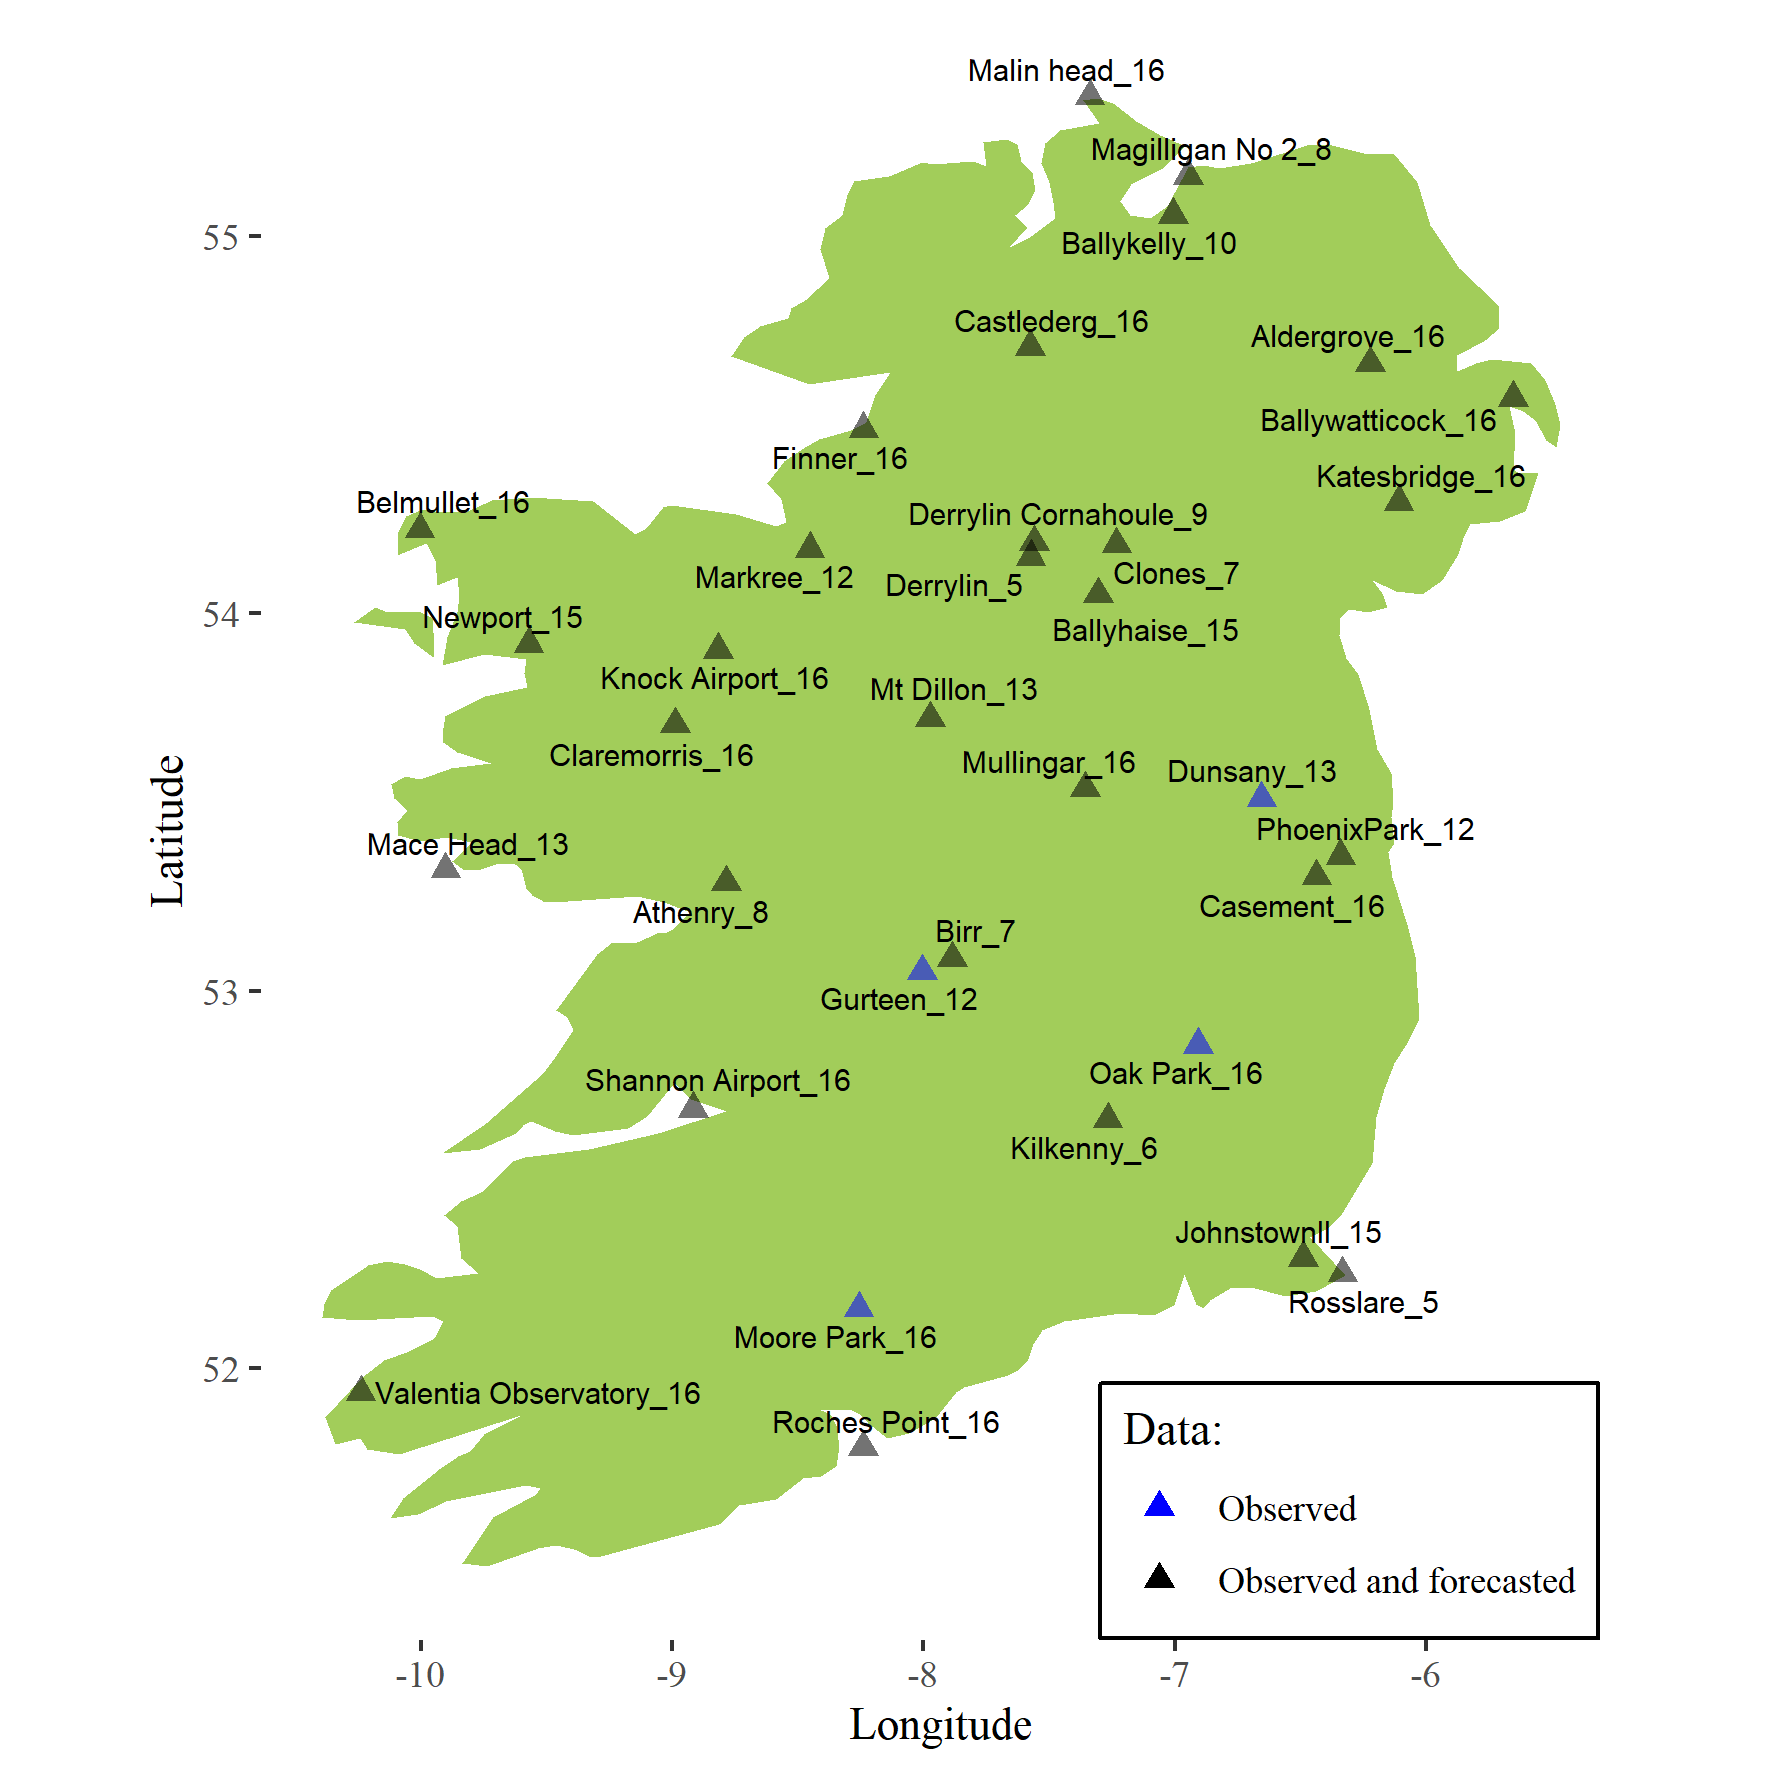 Malin head_16
Magilligan No 2_8
55
Ballykelly_10
Castlederg_16
Aldergrove_16
Ballywatticock_16
Finner_16
Katesbridge_16
Belmullet_16
Derrylin Cornahoule_9
Markree_12
Clones_7
Derrylin_5
54
Newport_15
Ballyhaise_15
Knock Airport_16
Mt Dillon_13
Claremorris_16
Mullingar_16
Dunsany_13
Latitude
PhoenixPark_12
Mace Head_13
Casement_16
Athenry_8
Birr_7
53
Gurteen_12
Oak Park_16
Shannon Airport_16
Kilkenny_6
JohnstownII_15
Rosslare_5
Moore Park_16
52
Valentia Observatory_16
Roches Point_16
Data:
Observed
Observed and forecasted
-10
-9
-8
-7
-6
Longitude